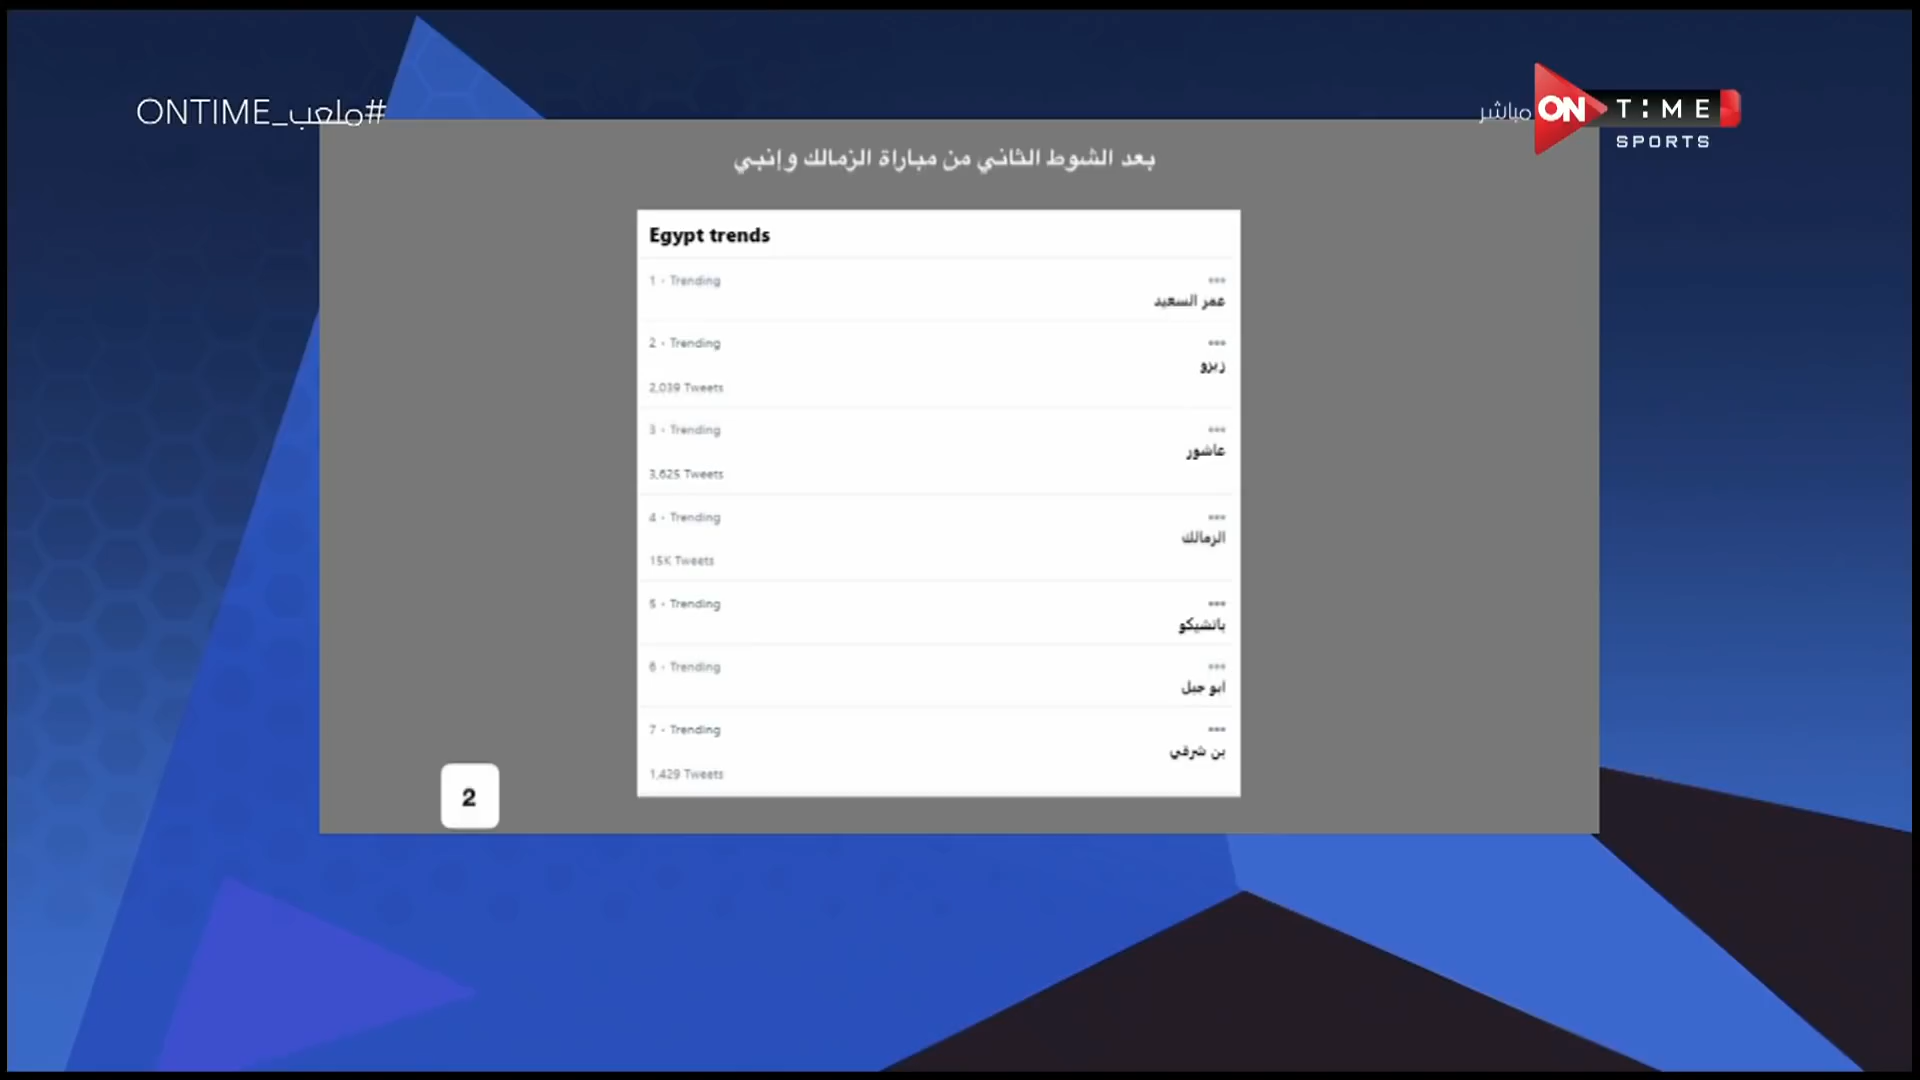 #ملعب_ONTIME
مباشر
ON TIME
SPORTS
بعد الشوط الثاني من مباراة الزمالك وإنبي
Egypt trends
1 · Trending
عمر السعيد
2 · Trending
زيزو
2,039 Tweets
3 · Trending
عاشور
3,625 Tweets
4 · Trending
الزمالك
15K Tweets
5 · Trending
باتشيكو
6 · Trending
ابو جبل
7 · Trending
بن شرقي
1,429 Tweets
2